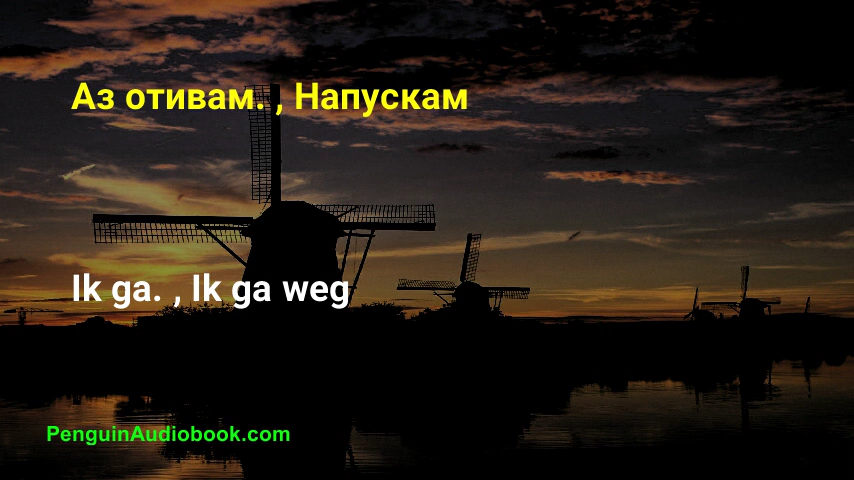 Аз отивам. , Напускам
Ik ga. , Ik ga weg
PenguinAudiobook.com